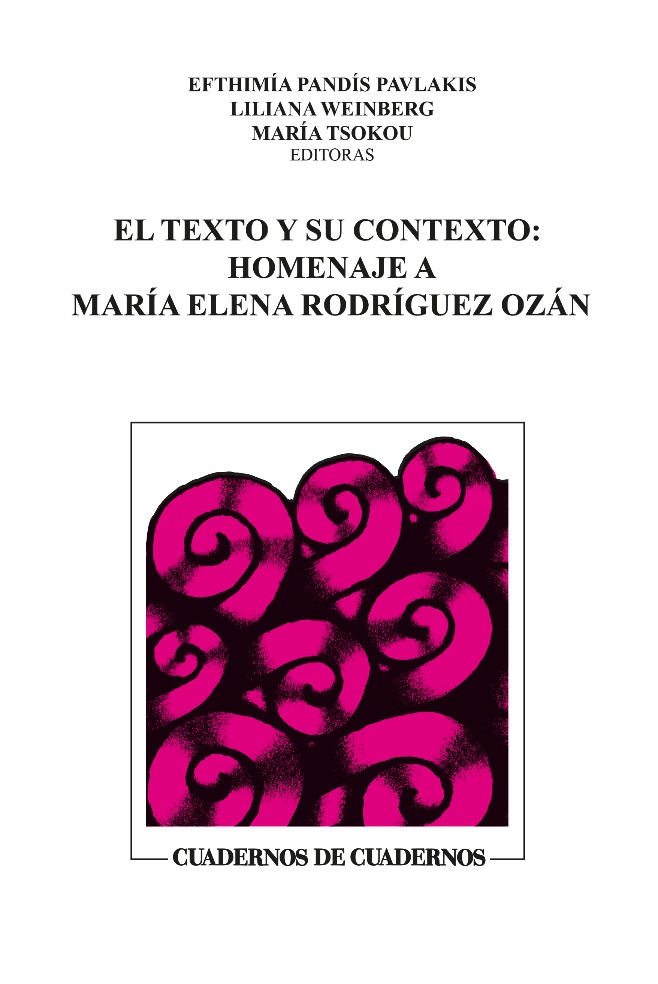 EFTHIMÍA PANDÍS PAVLAKIS
LILIANA WEINBERG
MARÍA TSOKOU
EDITORAS
EL TEXTO Y SU CONTEXTO:
HOMENAJE A
MARÍA ELENA RODRÍGUEZ OZÁN
CUADERNOS DE CUADERNOS